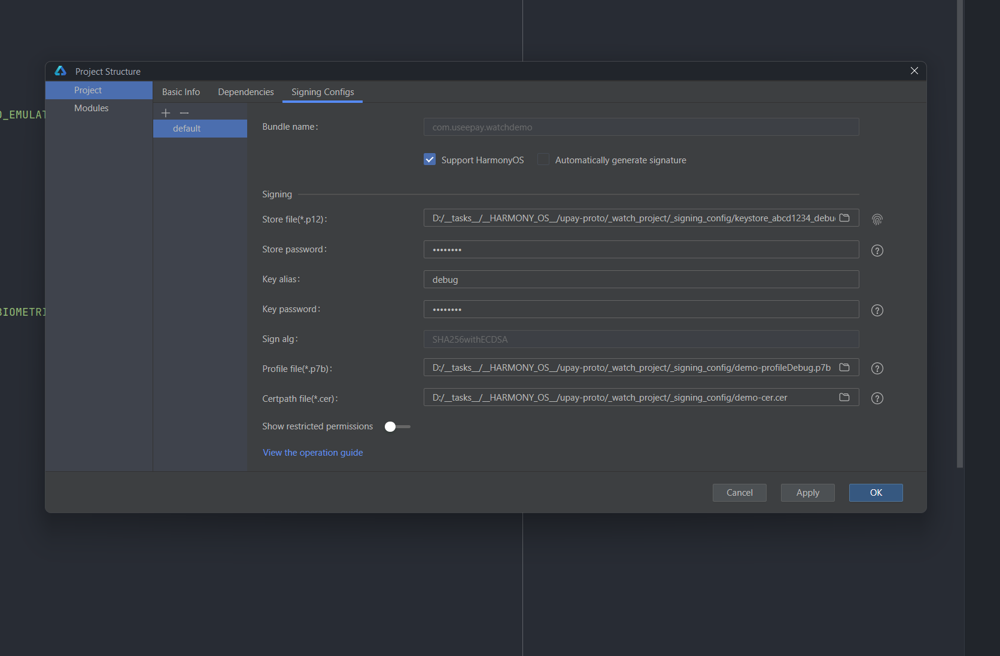 Project Structure
Project
Modules
Basic Info
Dependencies
Signing Configs
default
Bundle name:
com.useepay.watchdemo
Support HarmonyOS
Automatically generate signature
Signing
Store file(*.p12):
D:/__tasks__/__HARMONY_OS__/upay-proto/_watch_project/_signing_config/keystore_abcd1234_debu
Store password:
••••••••
Key alias:
debug
Key password:
••••••••
Sign alg:
SHA256withECDSA
Profile file(*.p7b):
D:/__tasks__/__HARMONY_OS__/upay-proto/_watch_project/_signing_config/demo-profileDebug.p7b
Certpath file(*.cer):
D:/__tasks__/__HARMONY_OS__/upay-proto/_watch_project/_signing_config/demo-cer.cer
Show restricted permissions
View the operation guide
Cancel
Apply
OK
_EMULAT
BIOMETRI